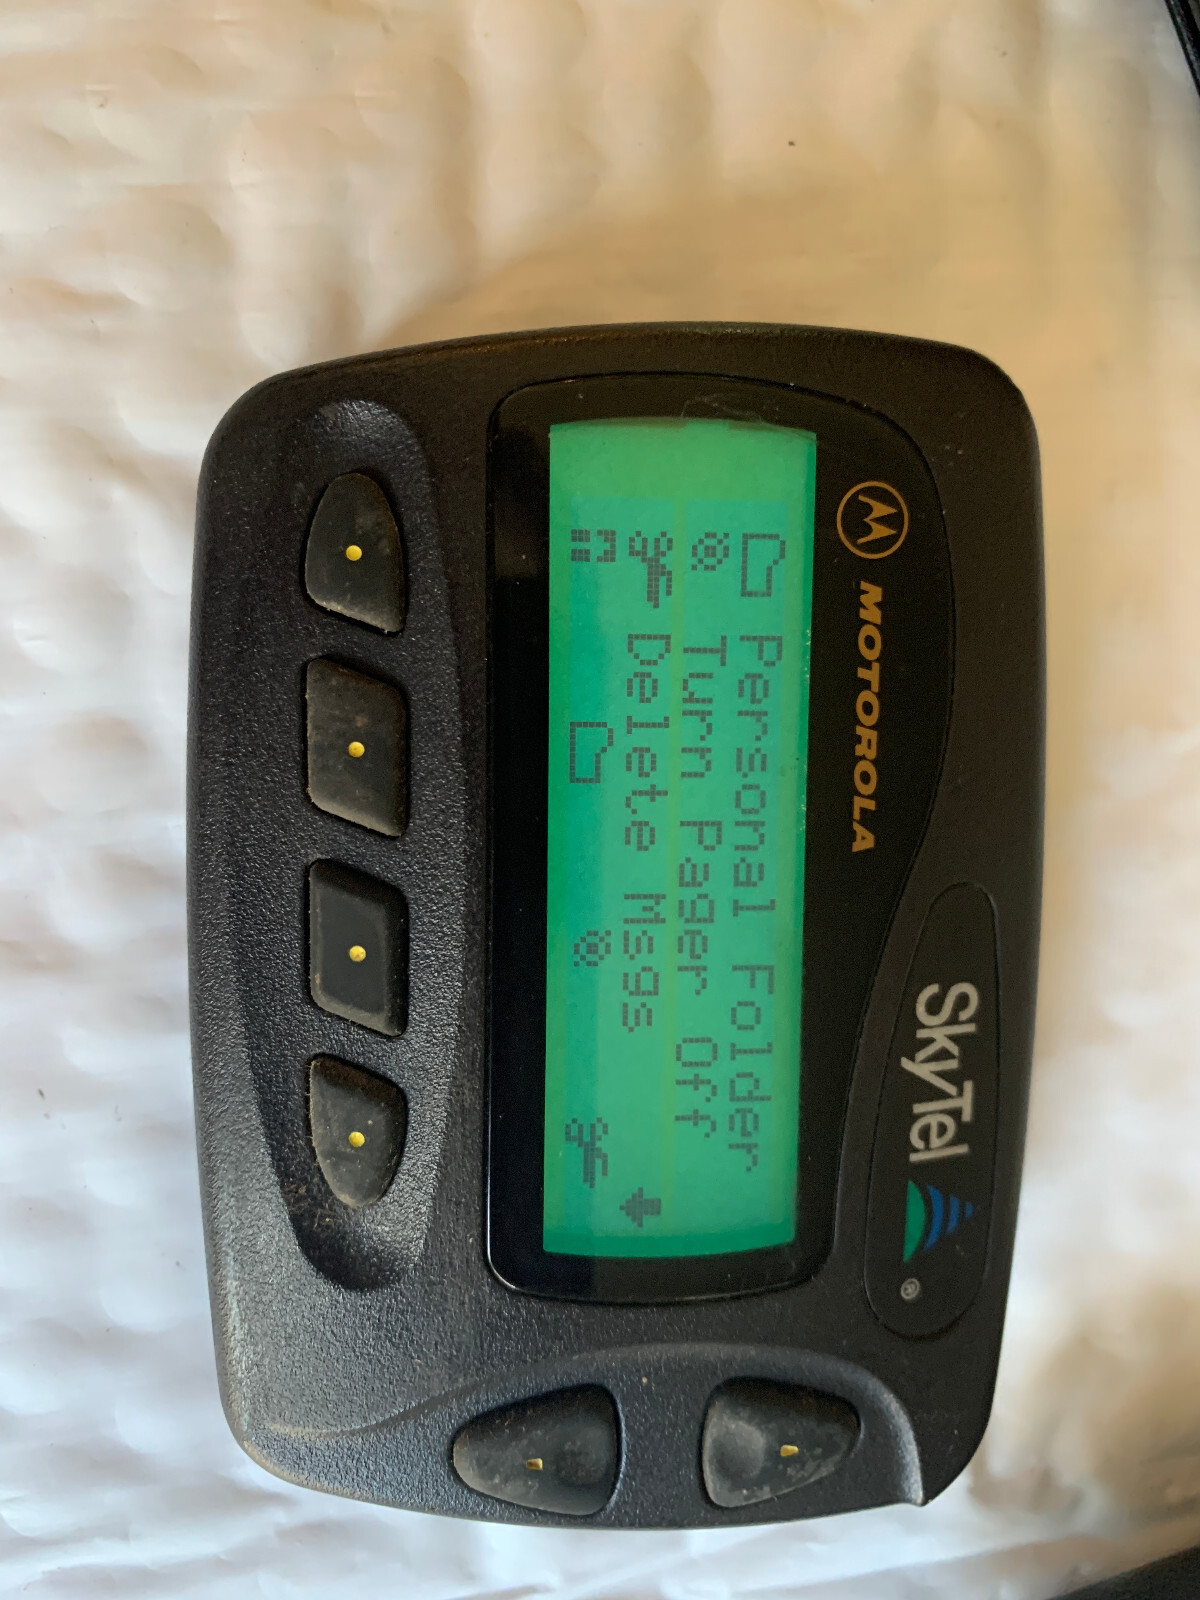 MOTOROLA
SkyTel ®
Personal Folder
Turn Pager Off
Delete Msgs